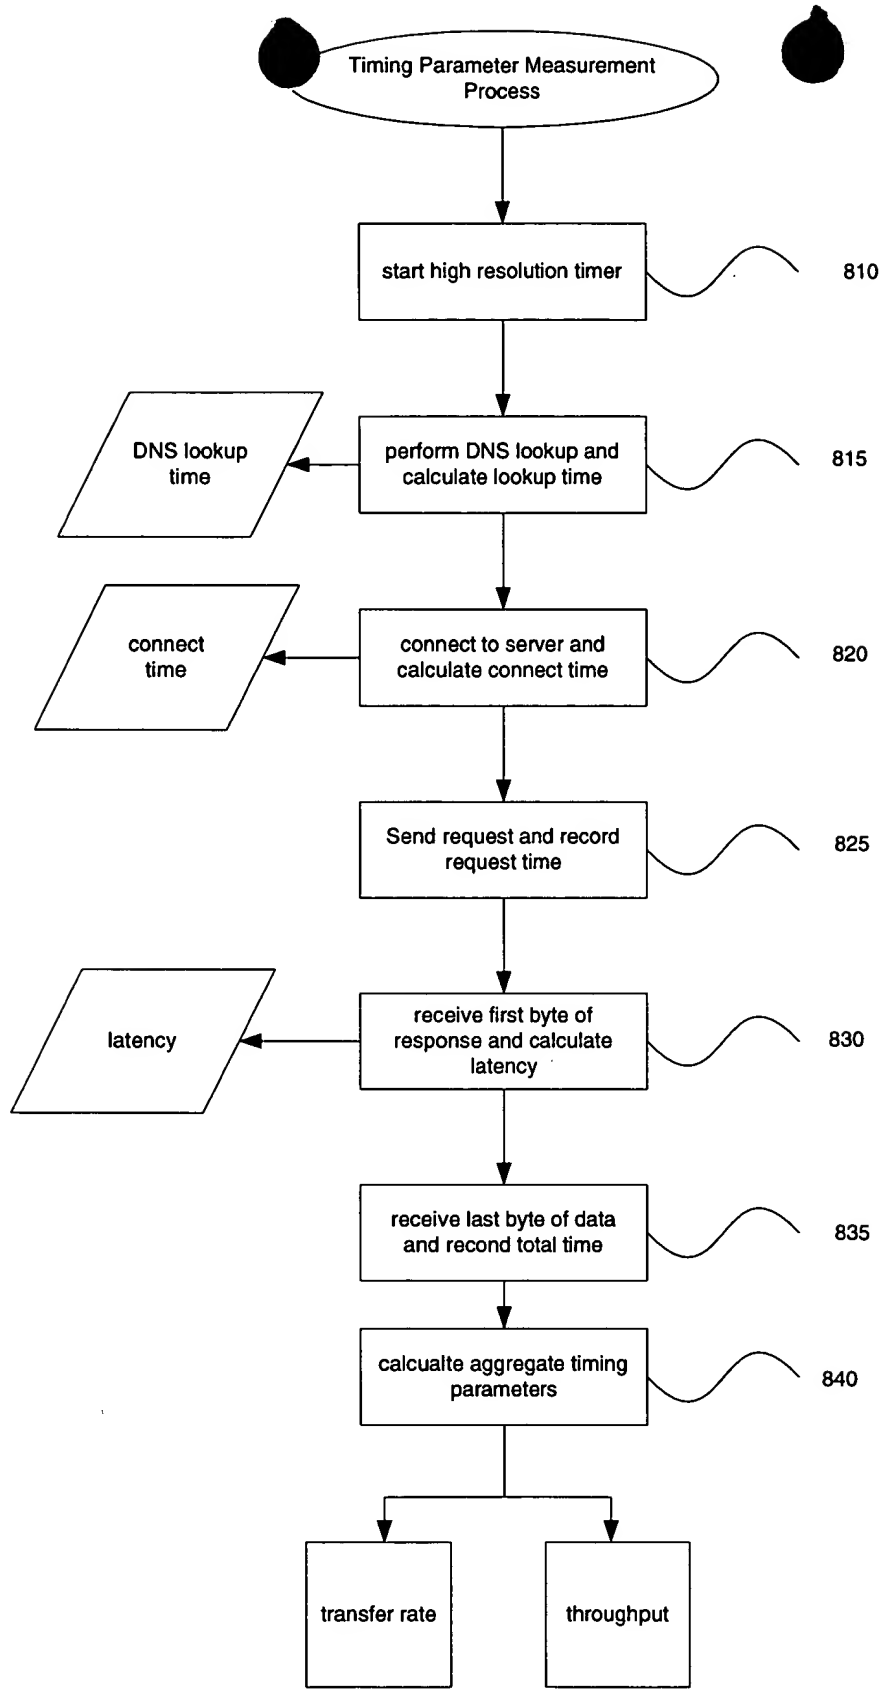 Timing Parameter Measurement
Process
start high resolution timer
810
DNS lookup
time
perform DNS lookup and
calculate lookup time
815
connect
time
connect to server and
calculate connect time
820
Send request and record
request time
825
latency
receive first byte of
response and calculate
latency
830
receive last byte of data
and recond total time
835
calcualte aggregate timing
parameters
840
transfer rate
throughput